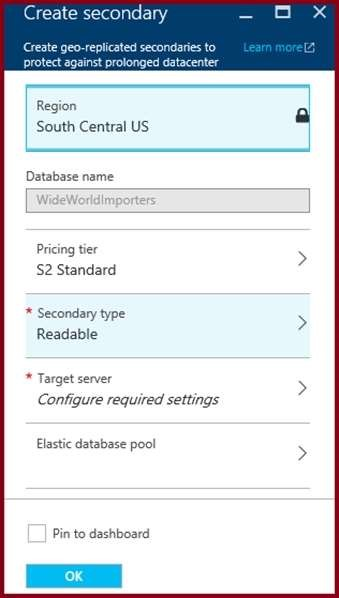 Create secondary
Create geo-replicated secondaries to
protect against prolonged datacenter
Learn more
Region
South Central US
Database name
WideWorldImporters
Pricing tier
S2 Standard
* Secondary type
Readable
* Target server
Configure required settings
Elastic database pool
Pin to dashboard
OK